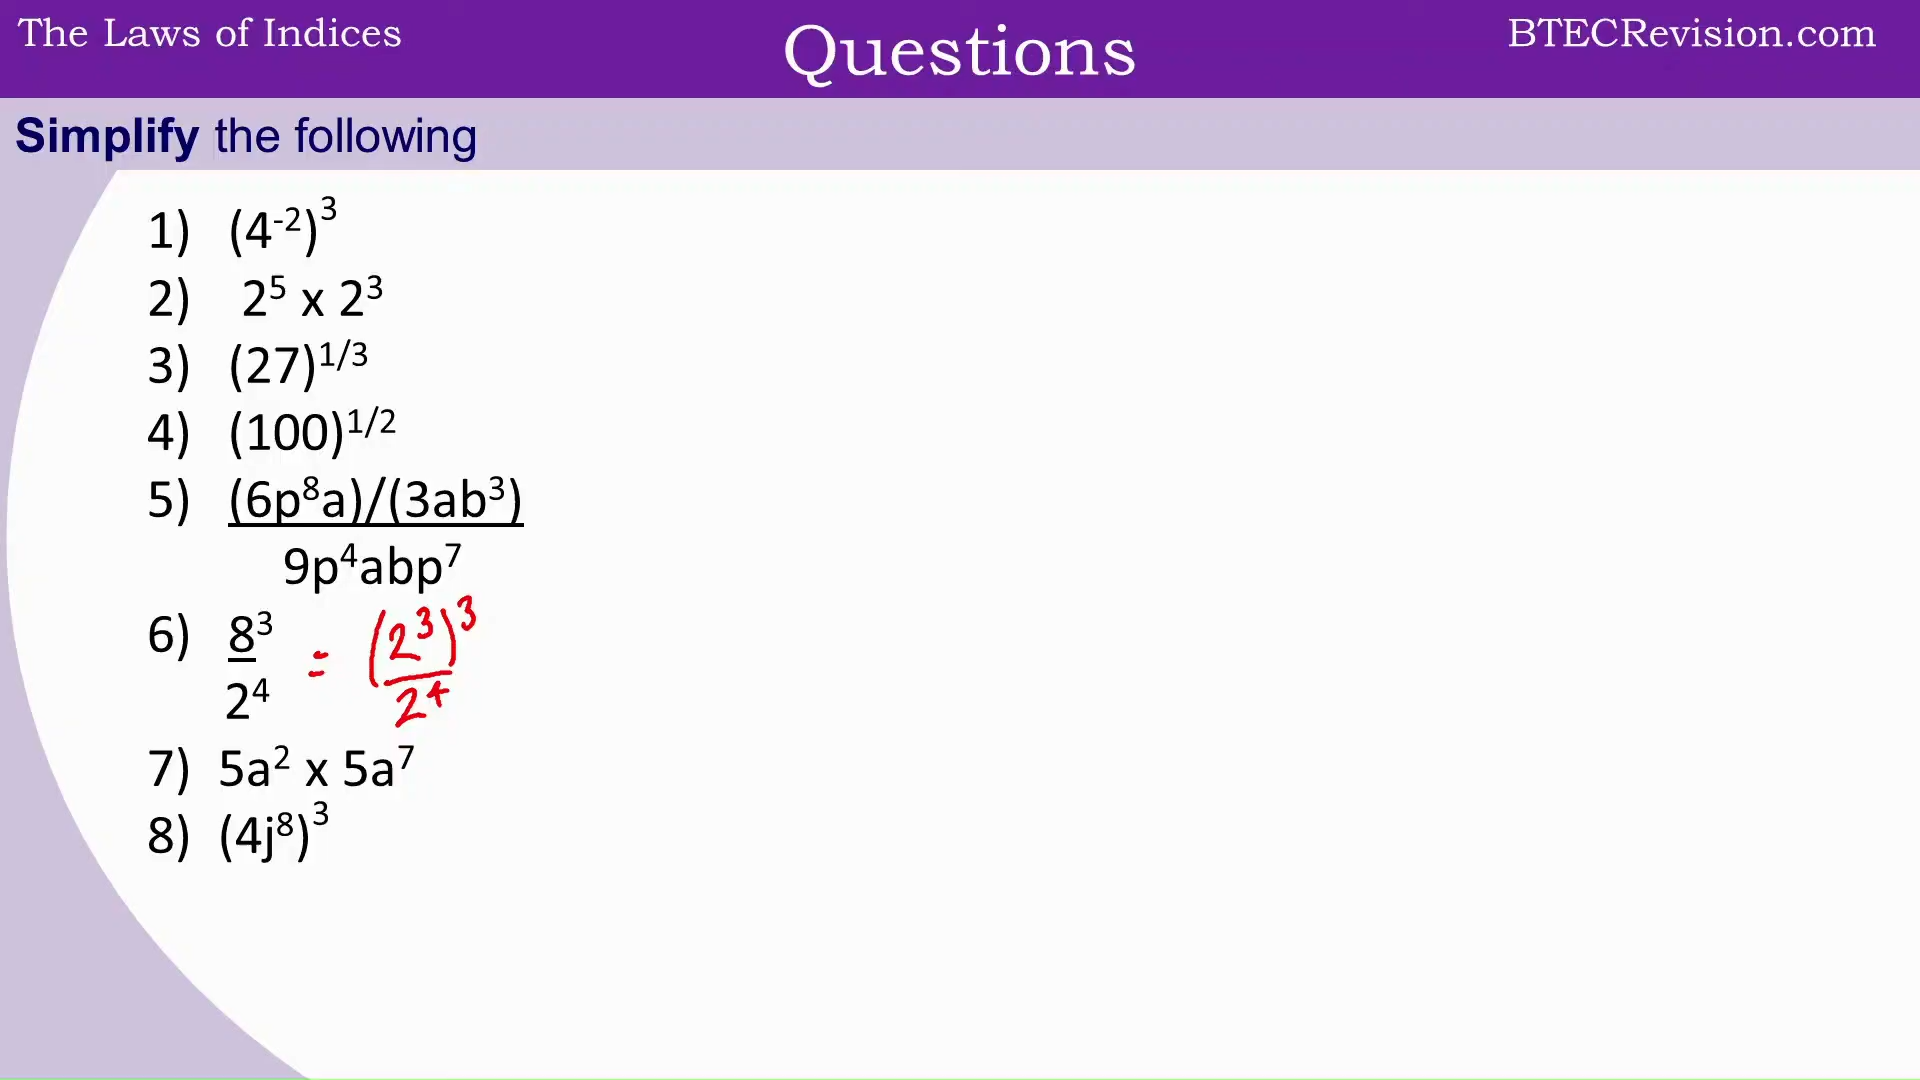 The Laws of Indices
Questions
BTECRevision.com
Simplify the following
1) (4⁻²)³
2) 2⁵ x 2³
3) (27)¹/³
4) (100)¹/²
5) (6p⁸a)/(3ab³)
9p⁴abp⁷
6) 8³ = (2³)³
2⁴ 2⁴
7) 5a² x 5a⁷
8) (4j⁸)³